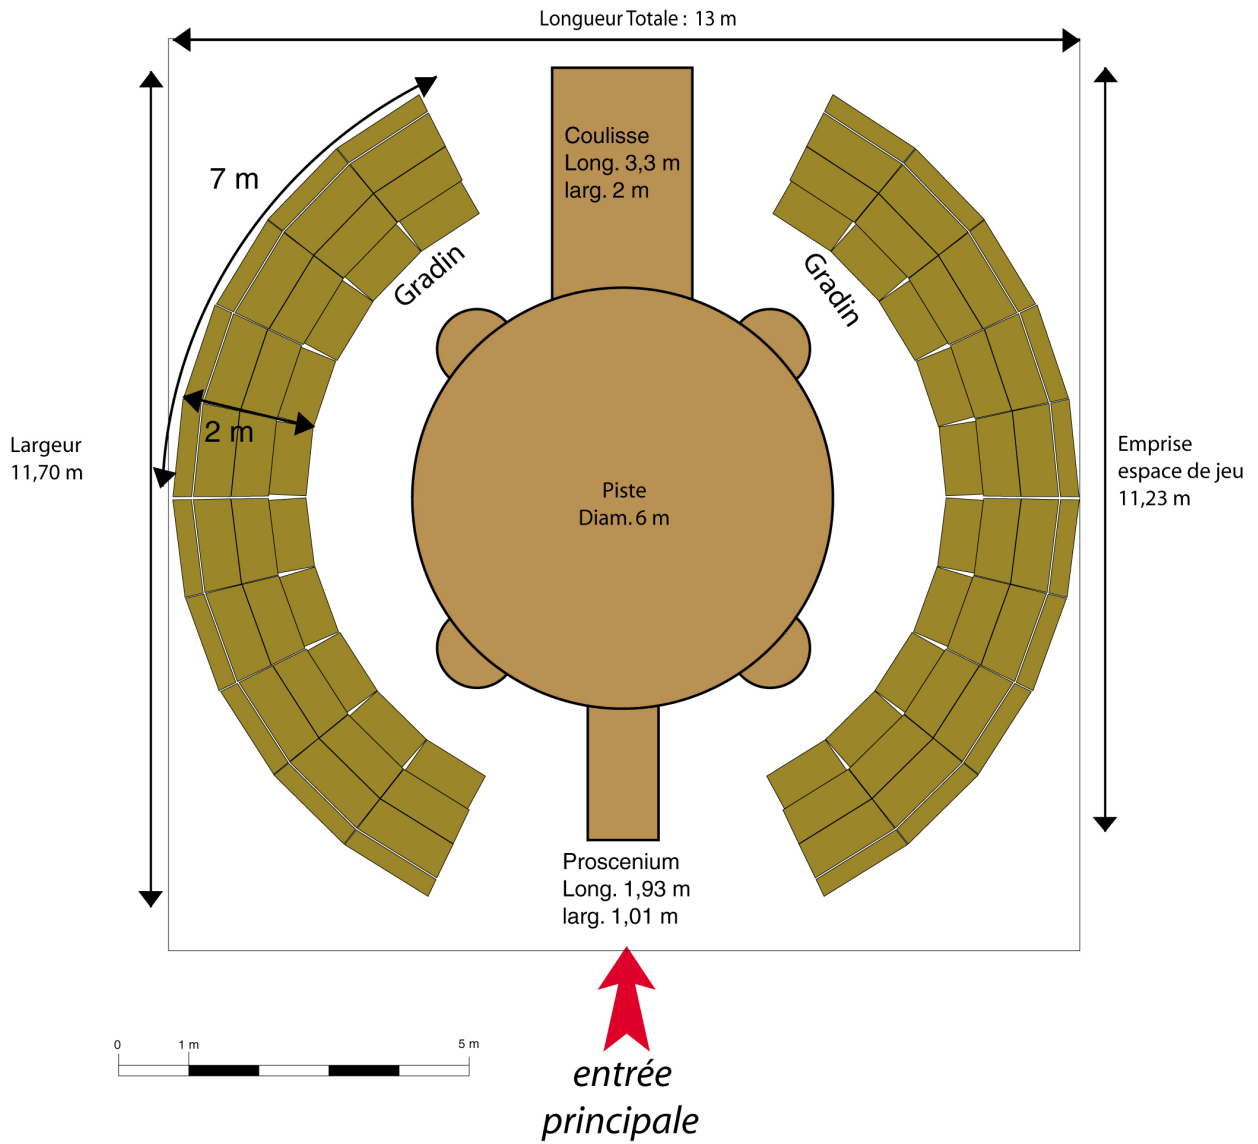 Longueur Totale : 13 m
Coulisse
Long. 3,3 m
larg. 2 m
7 m
Gradin
Gradin
2 m
Largeur
11,70 m
Emprise
espace de jeu
11,23 m
Piste
Diam. 6 m
Proscenium
Long. 1,93 m
larg. 1,01 m
0 1 m 5 m
entrée
principale